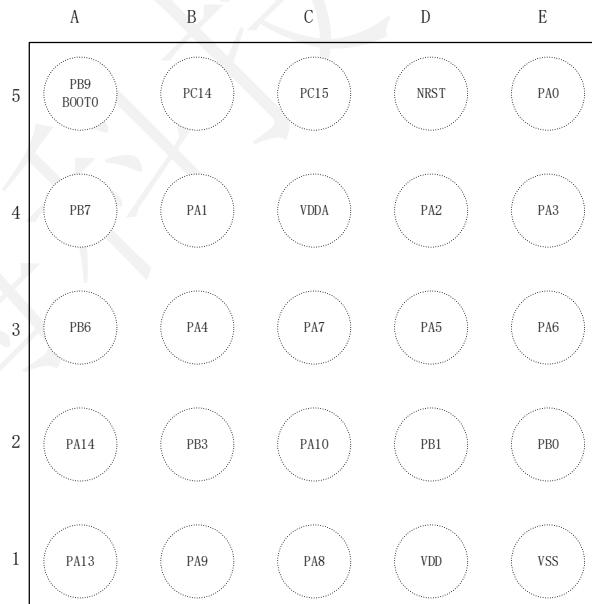 A B C D E
5 PB9 PC14 PC15 NRST PA0
BOOT0
4 PB7 PA1 VDDA PA2 PA3
3 PB6 PA4 PA7 PA5 PA6
2 PA14 PB3 PA10 PB1 PB0
1 PA13 PA9 PA8 VDD VSS